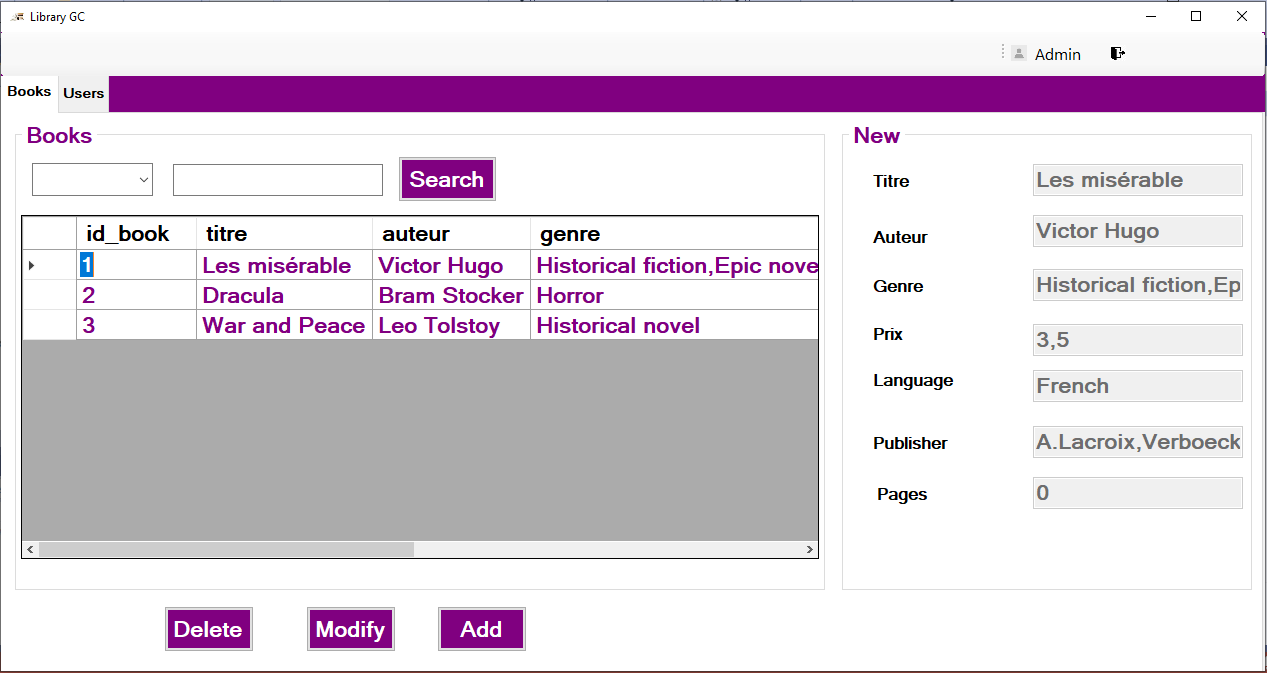 Library GC
Admin
Books Users
Books
Search
id_book titre auteur genre
1 Les misérable Victor Hugo Historical fiction,Epic nove
2 Dracula Bram Stocker Horror
3 War and Peace Leo Tolstoy Historical novel
Delete Modify Add
New
Titre Les misérable
Auteur Victor Hugo
Genre Historical fiction,Ep
Prix 3,5
Language French
Publisher A.Lacroix,Verboeck
Pages 0